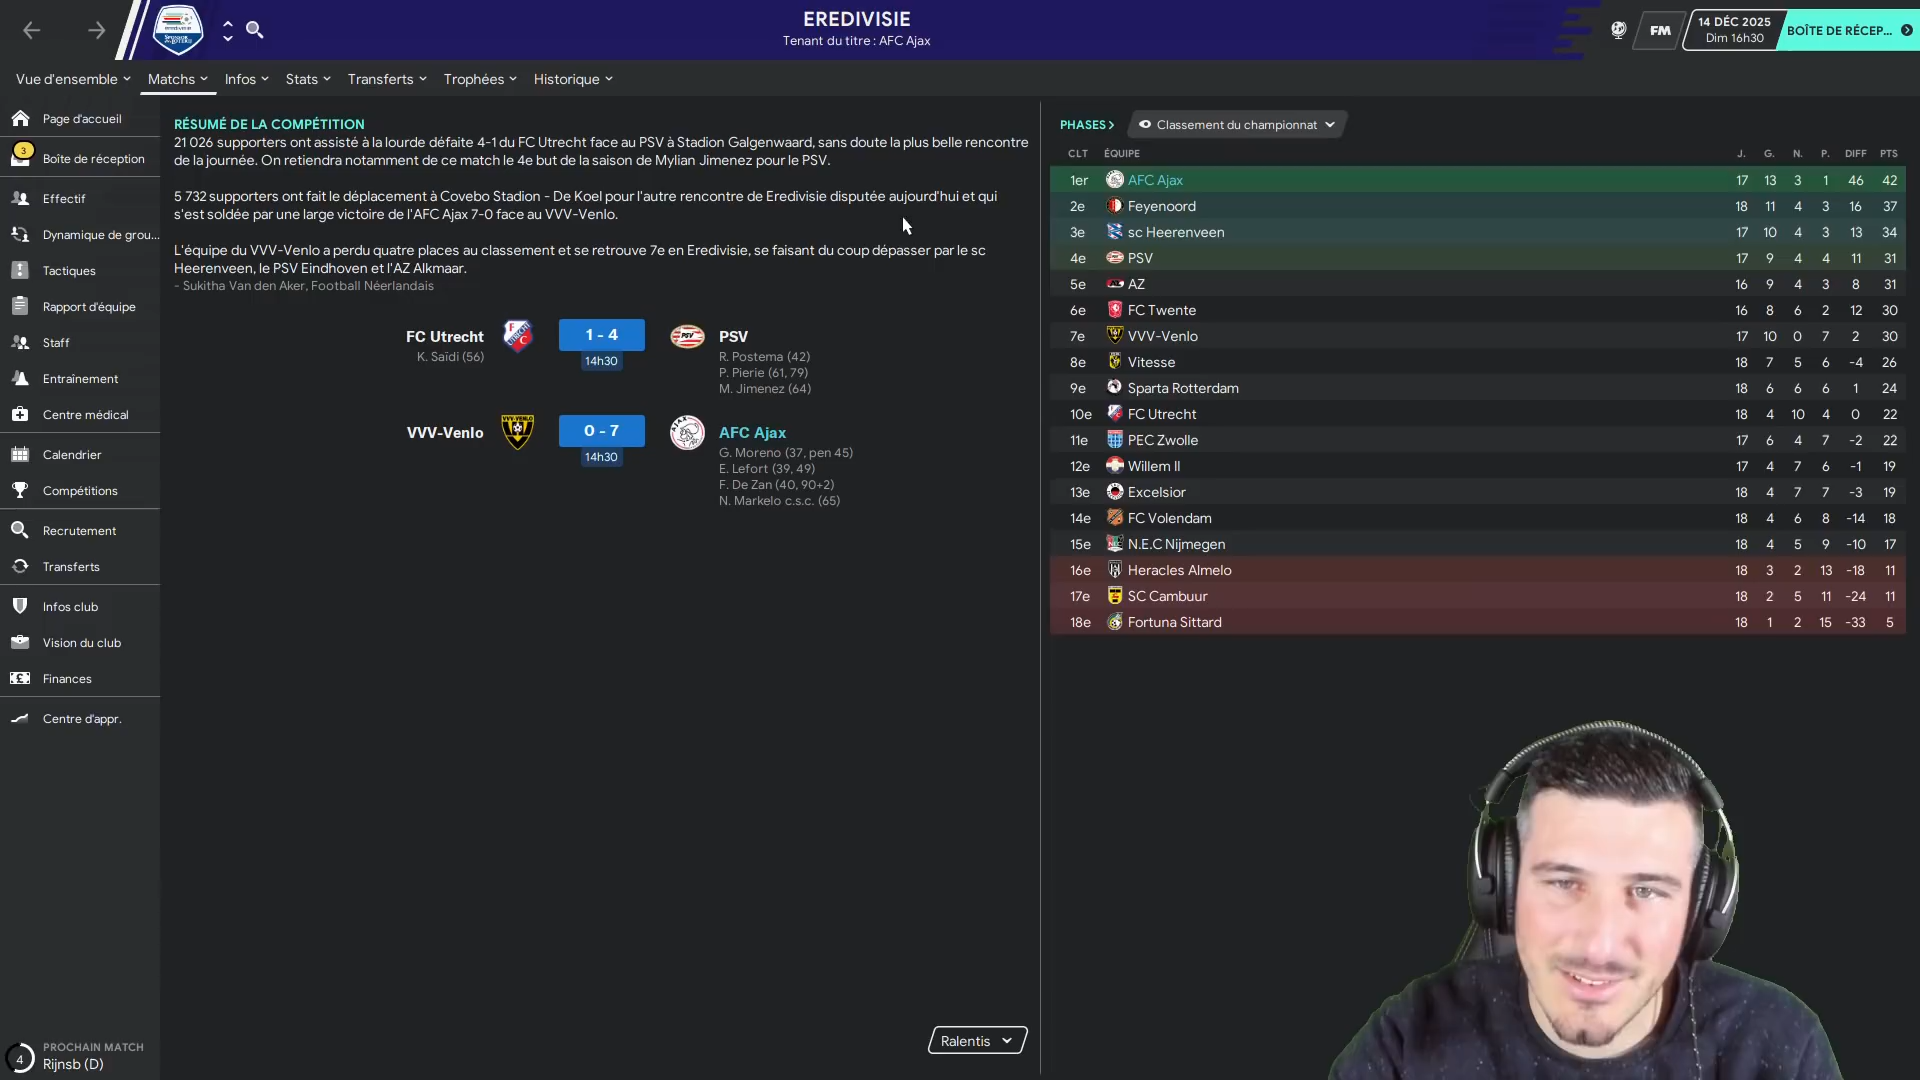 EREDIVISIE
Tenant du titre : AFC Ajax
FM
14 DÉC 2025
Dim 16h30
BOÎTE DE RÉCEP...
Vue d'ensemble
Matchs
Infos
Stats
Transferts
Trophées
Historique
Page d'accueil
3
Boîte de réception
Effectif
Dynamique de grou...
Tactiques
Rapport d'équipe
Staff
Entraînement
Centre médical
Calendrier
Compétitions
Recrutement
Transferts
Infos club
Vision du club
Finances
Centre d'appr.
4
PROCHAIN MATCH
Rijnsb (D)
RÉSUMÉ DE LA COMPÉTITION
21 026 supporters ont assisté à la lourde défaite 4-1 du FC Utrecht face au PSV à Stadion Galgenwaard, sans doute la plus belle rencontre
de la journée. On retiendra notamment de ce match le 4e but de la saison de Mylian Jimenez pour le PSV.
5 732 supporters ont fait le déplacement à Covebo Stadion - De Koel pour l'autre rencontre de Eredivisie disputée aujourd'hui et qui
s'est soldée par une large victoire de l'AFC Ajax 7-0 face au VVV-Venlo.
L'équipe du VVV-Venlo a perdu quatre places au classement et se retrouve 7e en Eredivisie, se faisant du coup dépasser par le sc
Heerenveen, le PSV Eindhoven et l'AZ Alkmaar.
- Sukitha Van den Aker, Football Néerlandais
FC Utrecht 1 - 4 PSV
K. Saïdi (56) 14h30 R. Postema (42)
P. Pierie (61, 79)
M. Jimenez (64)
VVV-Venlo 0 - 7 AFC Ajax
14h30 G. Moreno (37, pen 45)
E. Lefort (39, 49)
F. De Zan (40, 90+2)
N. Markelo c.s.c. (65)
Ralentis
PHASES> Classement du championnat
CLT ÉQUIPE J. G. N. P. DIFF PTS
1er AFC Ajax 17 13 3 1 46 42
2e Feyenoord 18 11 4 3 16 37
3e sc Heerenveen 17 10 4 3 13 34
4e PSV 17 9 4 4 11 31
5e AZ 16 9 4 3 8 31
6e FC Twente 16 8 6 2 12 30
7e VVV-Venlo 17 10 0 7 2 30
8e Vitesse 18 7 5 6 -4 26
9e Sparta Rotterdam 18 6 6 6 1 24
10e FC Utrecht 18 4 10 4 0 22
11e PEC Zwolle 17 6 4 7 -2 22
12e Willem II 17 4 7 6 -1 19
13e Excelsior 18 4 7 7 -3 19
14e FC Volendam 18 4 6 8 -14 18
15e N.E.C Nijmegen 18 4 5 9 -10 17
16e Heracles Almelo 18 3 2 13 -18 11
17e SC Cambuur 18 2 5 11 -24 11
18e Fortuna Sittard 18 1 2 15 -33 5